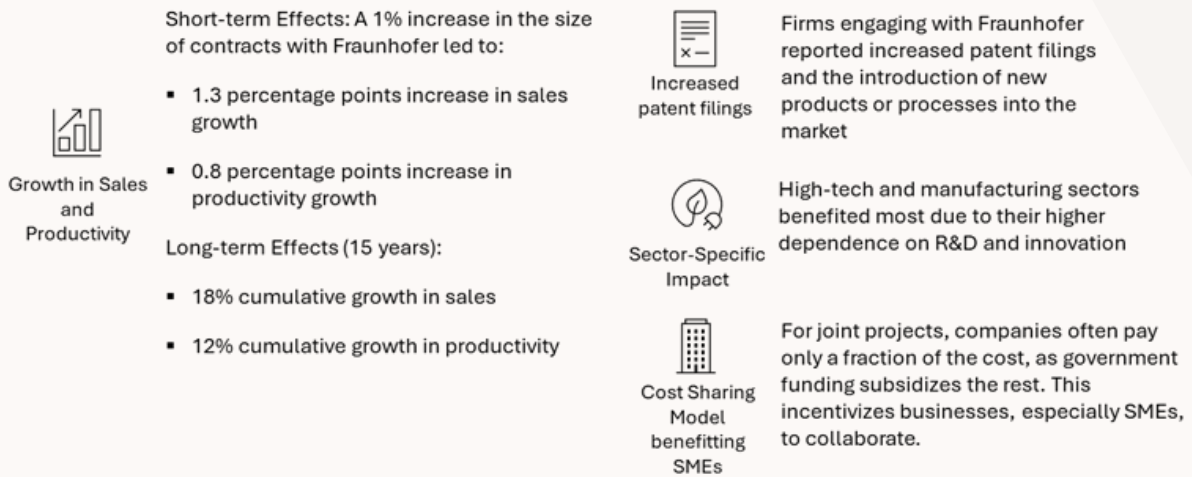 Growth in Sales
and
Productivity
Short-term Effects: A 1% increase in the size
of contracts with Fraunhofer led to:
▪ 1.3 percentage points increase in sales
growth
▪ 0.8 percentage points increase in
productivity growth
Long-term Effects (15 years):
▪ 18% cumulative growth in sales
▪ 12% cumulative growth in productivity
Increased
patent filings
Firms engaging with Fraunhofer
reported increased patent filings
and the introduction of new
products or processes into the
market
Sector-Specific
Impact
High-tech and manufacturing sectors
benefited most due to their higher
dependence on R&D and innovation
Cost Sharing
Model
benefitting
SMEs
For joint projects, companies often pay
only a fraction of the cost, as government
funding subsidizes the rest. This
incentivizes businesses, especially SMEs,
to collaborate.